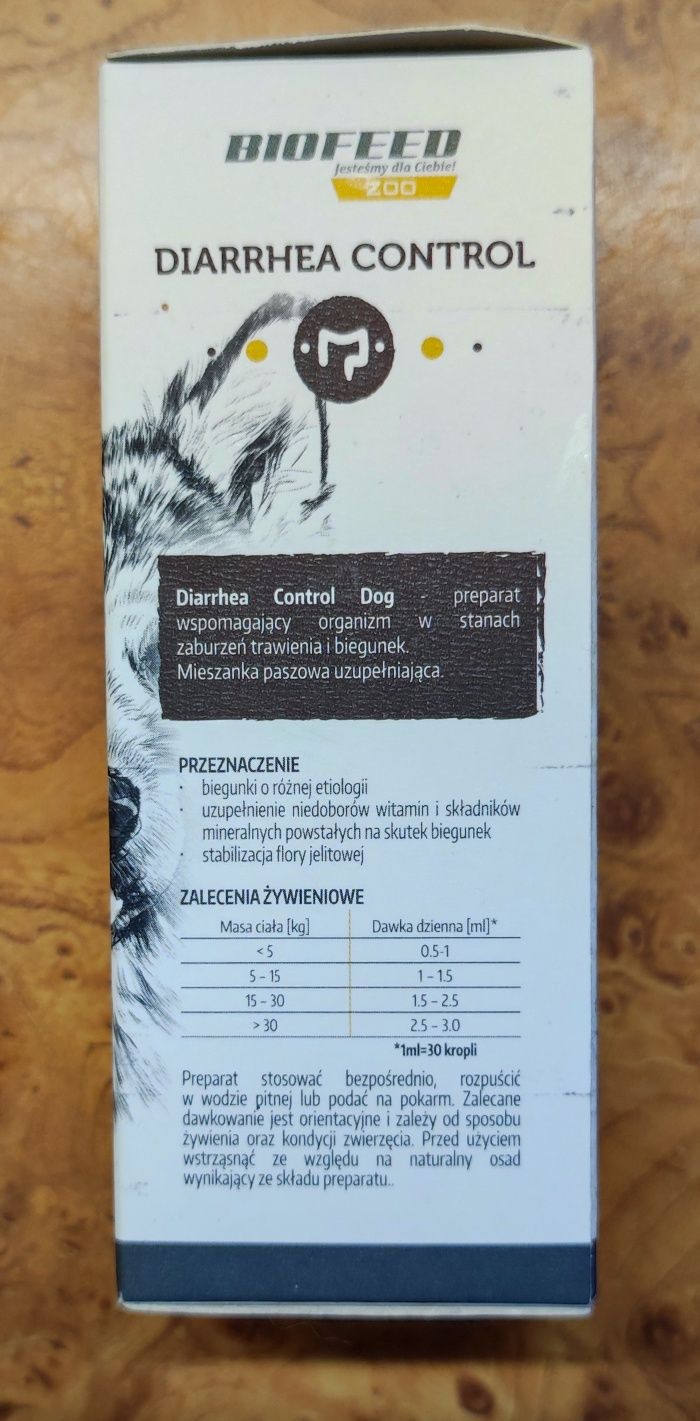 BIOFEED
Jesteśmy dla Ciebie!
ZOO
DIARRHEA CONTROL
Diarrhea Control Dog - preparat
wspomagający organizm w stanach
zaburzeń trawienia i biegunek.
Mieszanka paszowa uzupełniająca.
PRZEZNACZENIE
· biegunki o różnej etiologii
· uzupełnienie niedoborów witamin i składników
mineralnych powstałych na skutek biegunek
· stabilizacja flory jelitowej
ZALECENIA ŻYWIENIOWE
Masa ciała [kg] Dawka dzienna [ml]*
< 5 0.5-1
5 – 15 1 – 1.5
15 – 30 1.5 – 2.5
> 30 2.5 – 3.0
*1ml=30 kropli
Preparat stosować bezpośrednio, rozpuścić
w wodzie pitnej lub podać na pokarm. Zalecane
dawkowanie jest orientacyjne i zależy od sposobu
żywienia oraz kondycji zwierzęcia. Przed użyciem
wstrząsnąć ze względu na naturalny osad
wynikający ze składu preparatu..